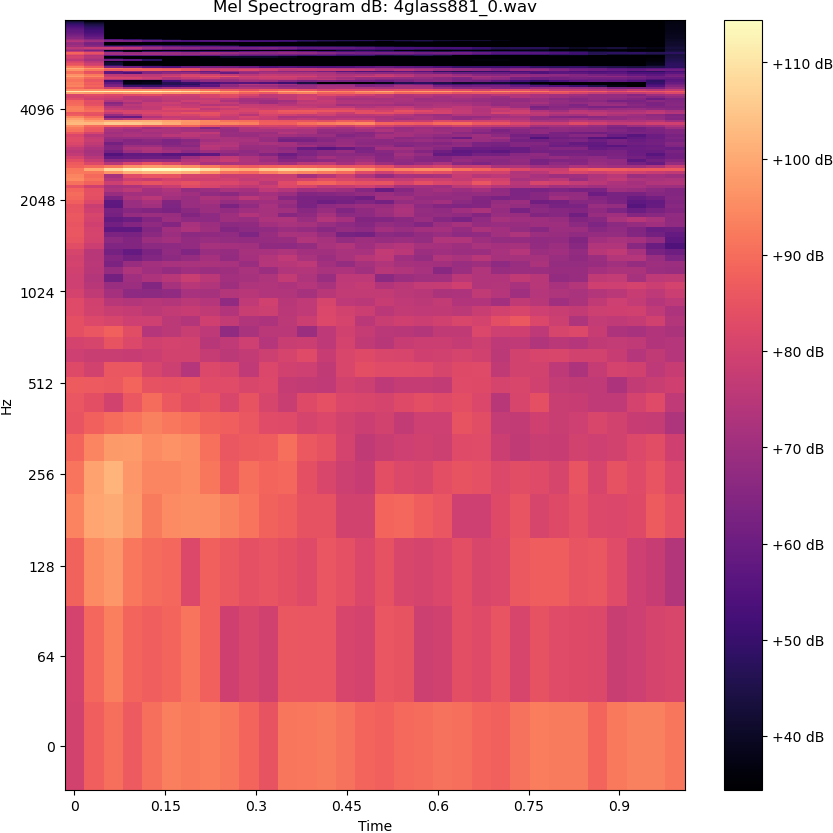 Mel Spectrogram dB: 4glass881_0.wav
4096
2048
1024
512
256
128
64
0
Hz
0
0.15
0.3
0.45
0.6
0.75
0.9
Time
+110 dB
+100 dB
+90 dB
+80 dB
+70 dB
+60 dB
+50 dB
+40 dB